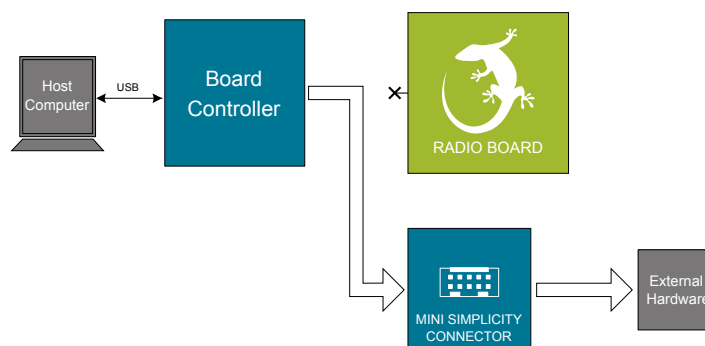 Host
Computer
USB
Board
Controller
RADIO BOARD
MINI SIMPLICITY
CONNECTOR
External
Hardware